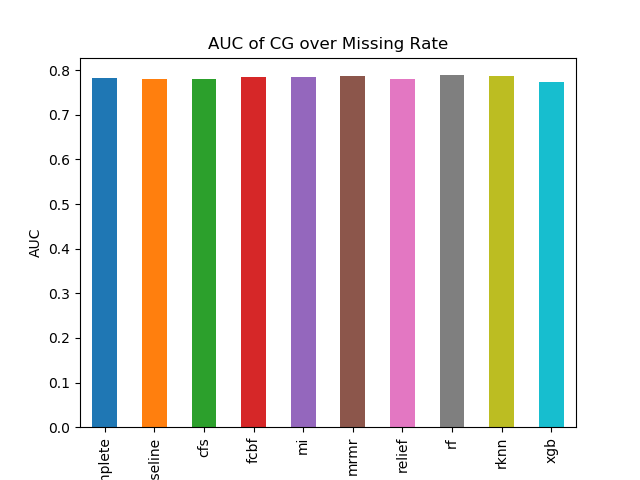 AUC of CG over Missing Rate
AUC
0.8
0.7
0.6
0.5
0.4
0.3
0.2
0.1
0.0
nplete
seline
cfs
fcbf
mi
mrmr
relief
rf
rknn
xgb